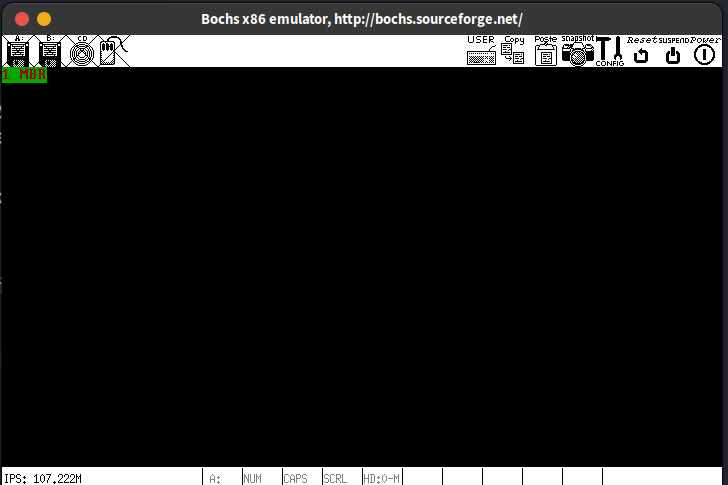 Bochs x86 emulator, http://bochs.sourceforge.net/
A: B: CD USER Copy Paste snapshot CONFIG Reset SUSPEND Power
1 MBR
IPS: 107.222M A: NUM CAPS SCRL HD:0-M